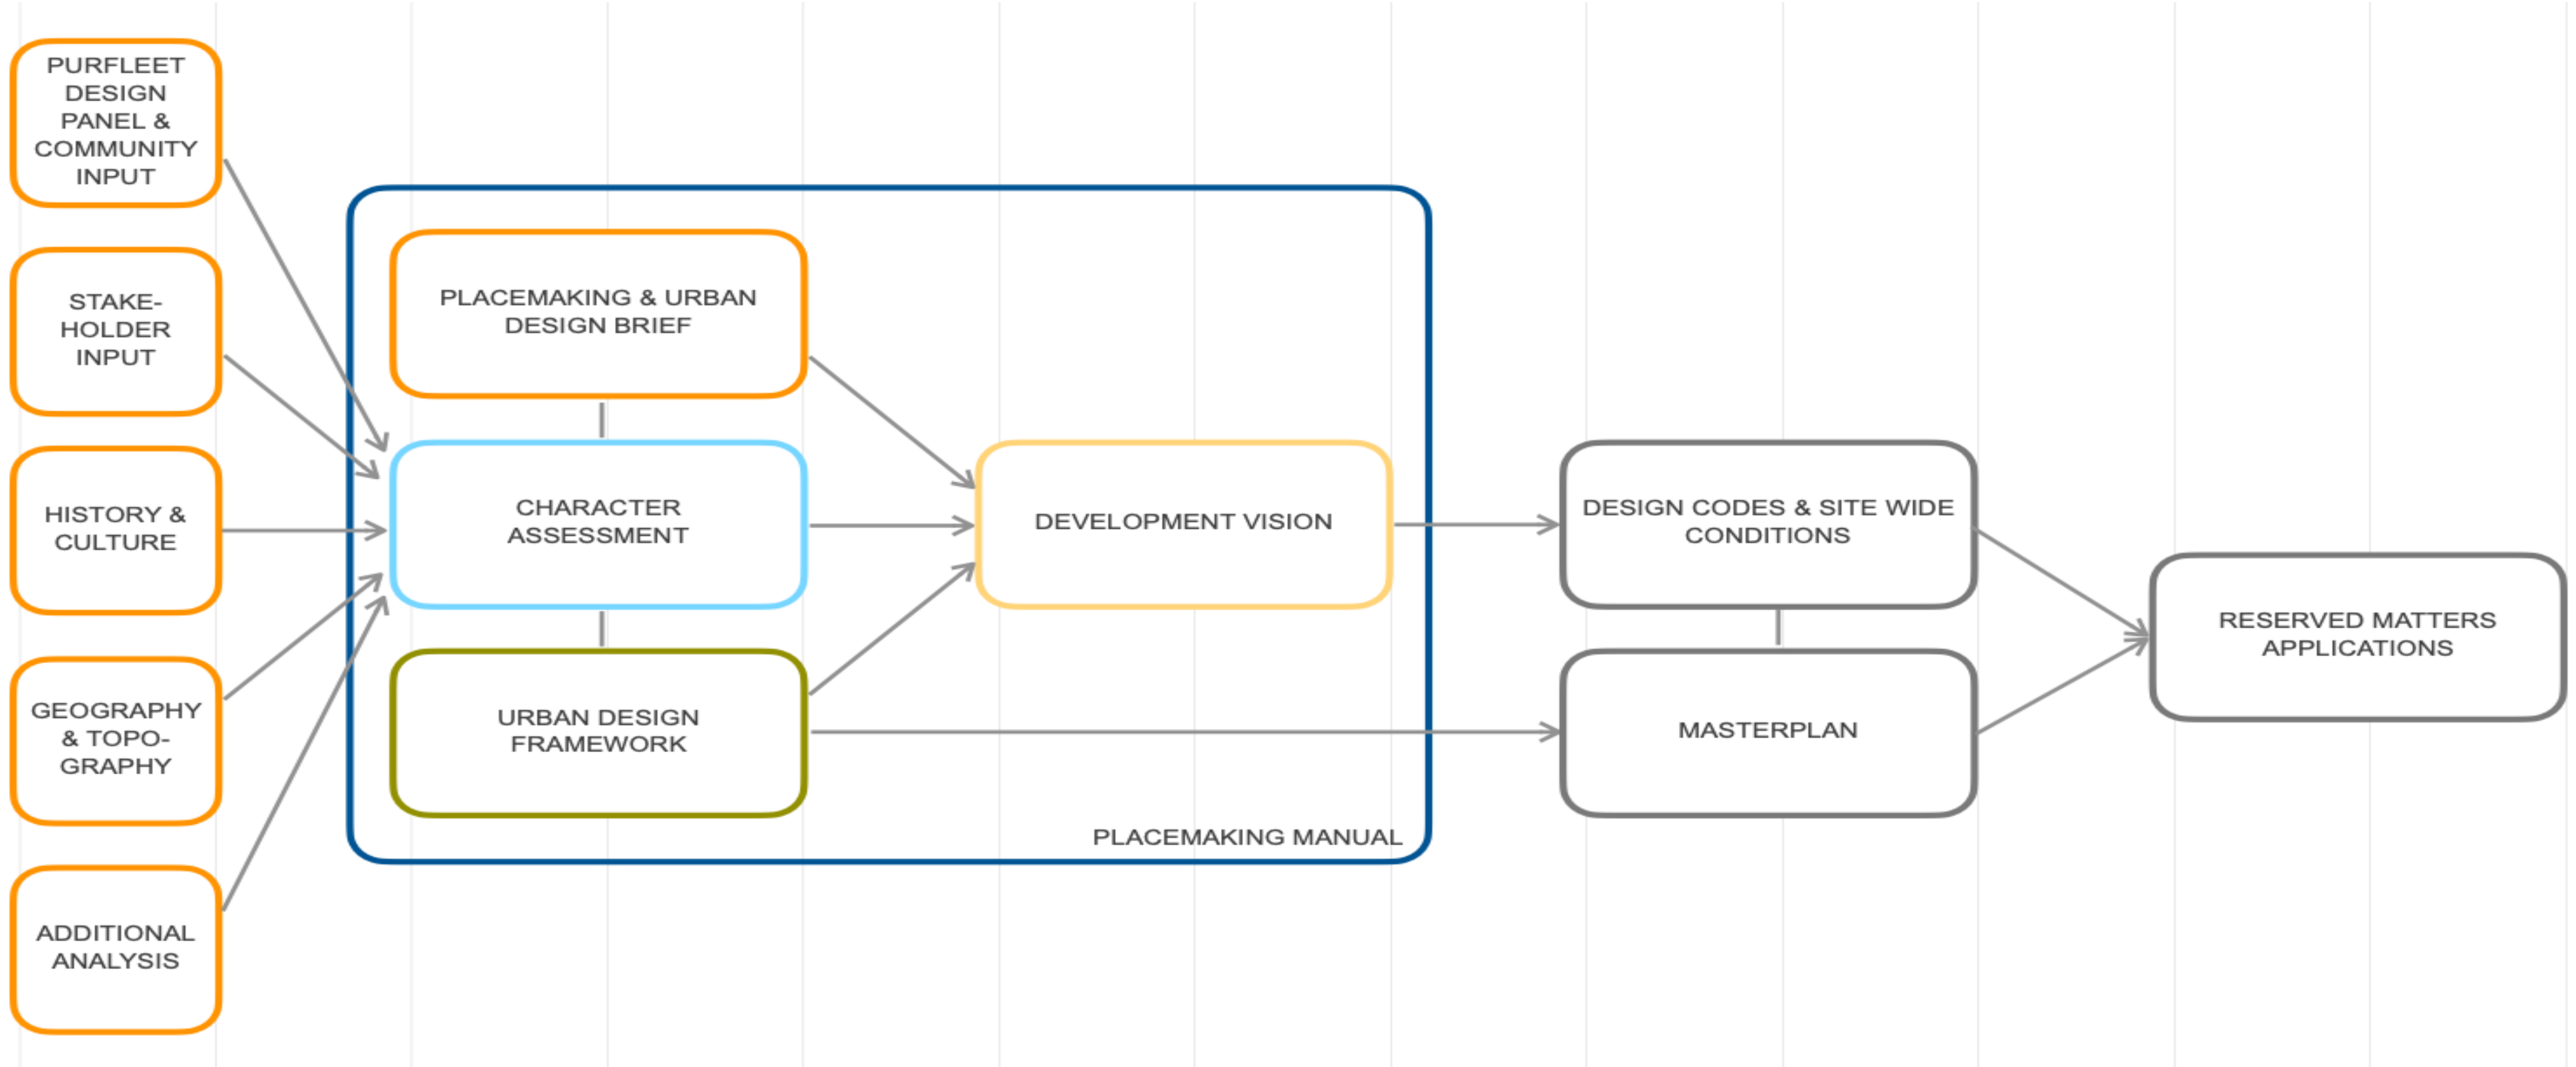 PURFLEET
DESIGN
PANEL &
COMMUNITY
INPUT
STAKE-
HOLDER
INPUT
HISTORY &
CULTURE
GEOGRAPHY
& TOPO-
GRAPHY
ADDITIONAL
ANALYSIS
PLACEMAKING & URBAN
DESIGN BRIEF
CHARACTER
ASSESSMENT
URBAN DESIGN
FRAMEWORK
DEVELOPMENT VISION
PLACEMAKING MANUAL
DESIGN CODES & SITE WIDE
CONDITIONS
MASTERPLAN
RESERVED MATTERS
APPLICATIONS